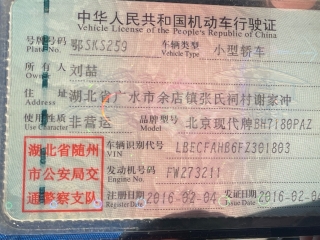 中华人民共和国机动车行驶证
Vehicle License of the People's Republic of China
号牌号码 鄂SKS259 车辆类型 小型轿车
Plate No. Vehicle Type
所有人 刘喆
Owner
住址 湖北省广水市余店镇张氏柯村谢家冲
Address
使用性质 非营运 品牌型号 北京现代牌BH7180PAZ
Use Character Model
湖北省随州
市公安局交
通警察支队
车辆识别代号 LBECFAHB6FZ301803
VIN
发动机号码 FW273211
Engine No.
注册日期 2016-02-04 发证日期 2016-02-04
Register Date Issue Date